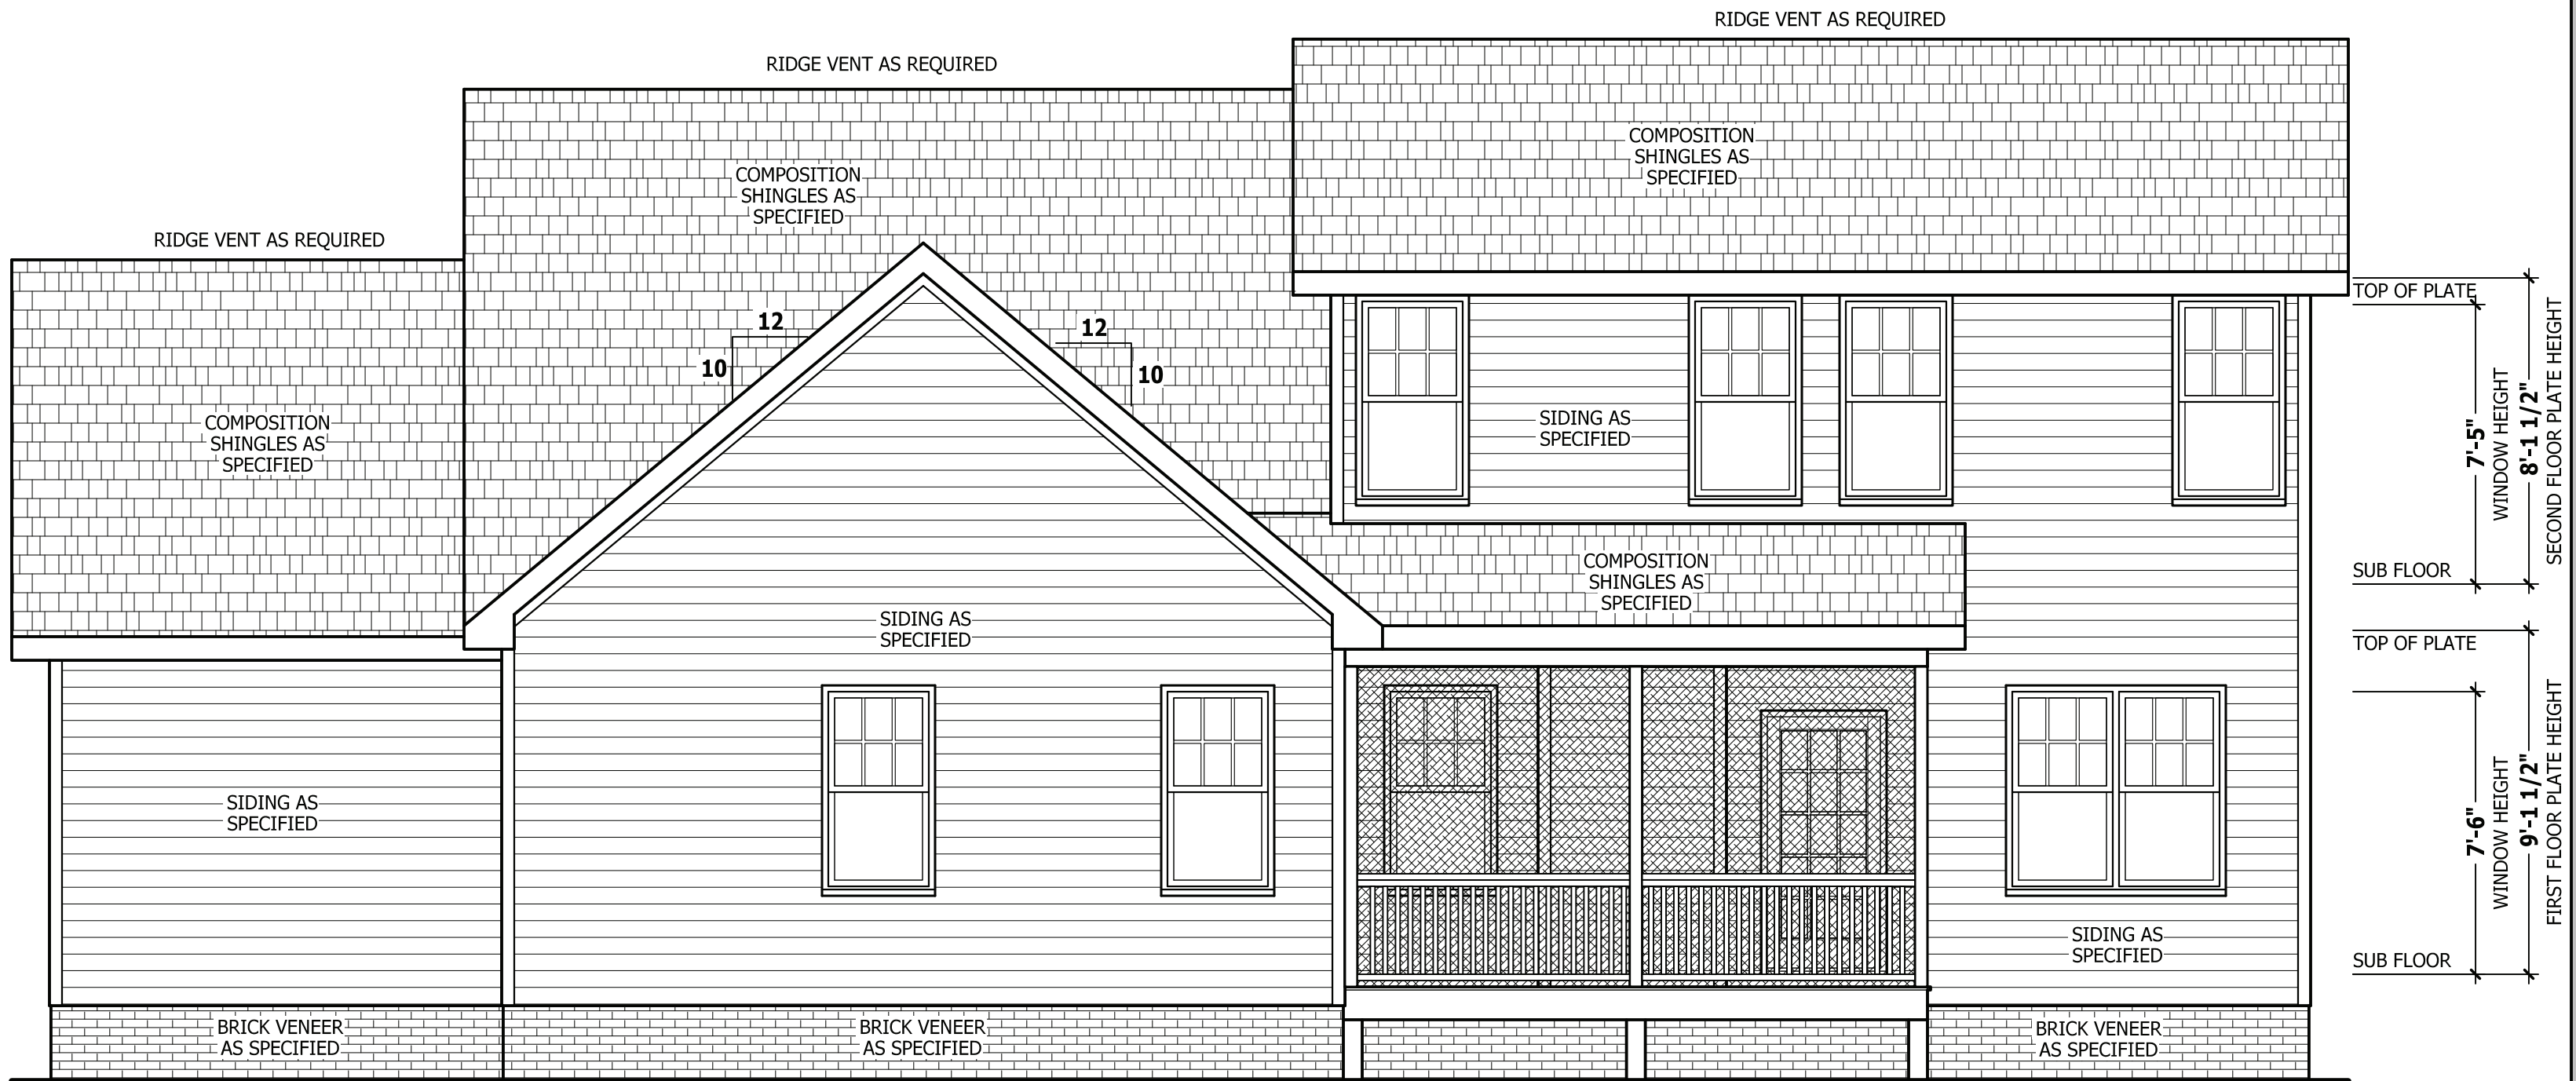 RIDGE VENT AS REQUIRED
RIDGE VENT AS REQUIRED
RIDGE VENT AS REQUIRED
COMPOSITION
SHINGLES AS
SPECIFIED
COMPOSITION
SHINGLES AS
SPECIFIED
COMPOSITION
SHINGLES AS
SPECIFIED
12
10
12
10
SIDING AS
SPECIFIED
COMPOSITION
SHINGLES AS
SPECIFIED
SIDING AS
SPECIFIED
SIDING AS
SPECIFIED
SIDING AS
SPECIFIED
BRICK VENEER
AS SPECIFIED
BRICK VENEER
AS SPECIFIED
BRICK VENEER
AS SPECIFIED
TOP OF PLATE
7'-5"
WINDOW HEIGHT
8'-1 1/2"
SECOND FLOOR PLATE HEIGHT
SUB FLOOR
TOP OF PLATE
7'-6"
WINDOW HEIGHT
9'-1 1/2"
FIRST FLOOR PLATE HEIGHT
SUB FLOOR